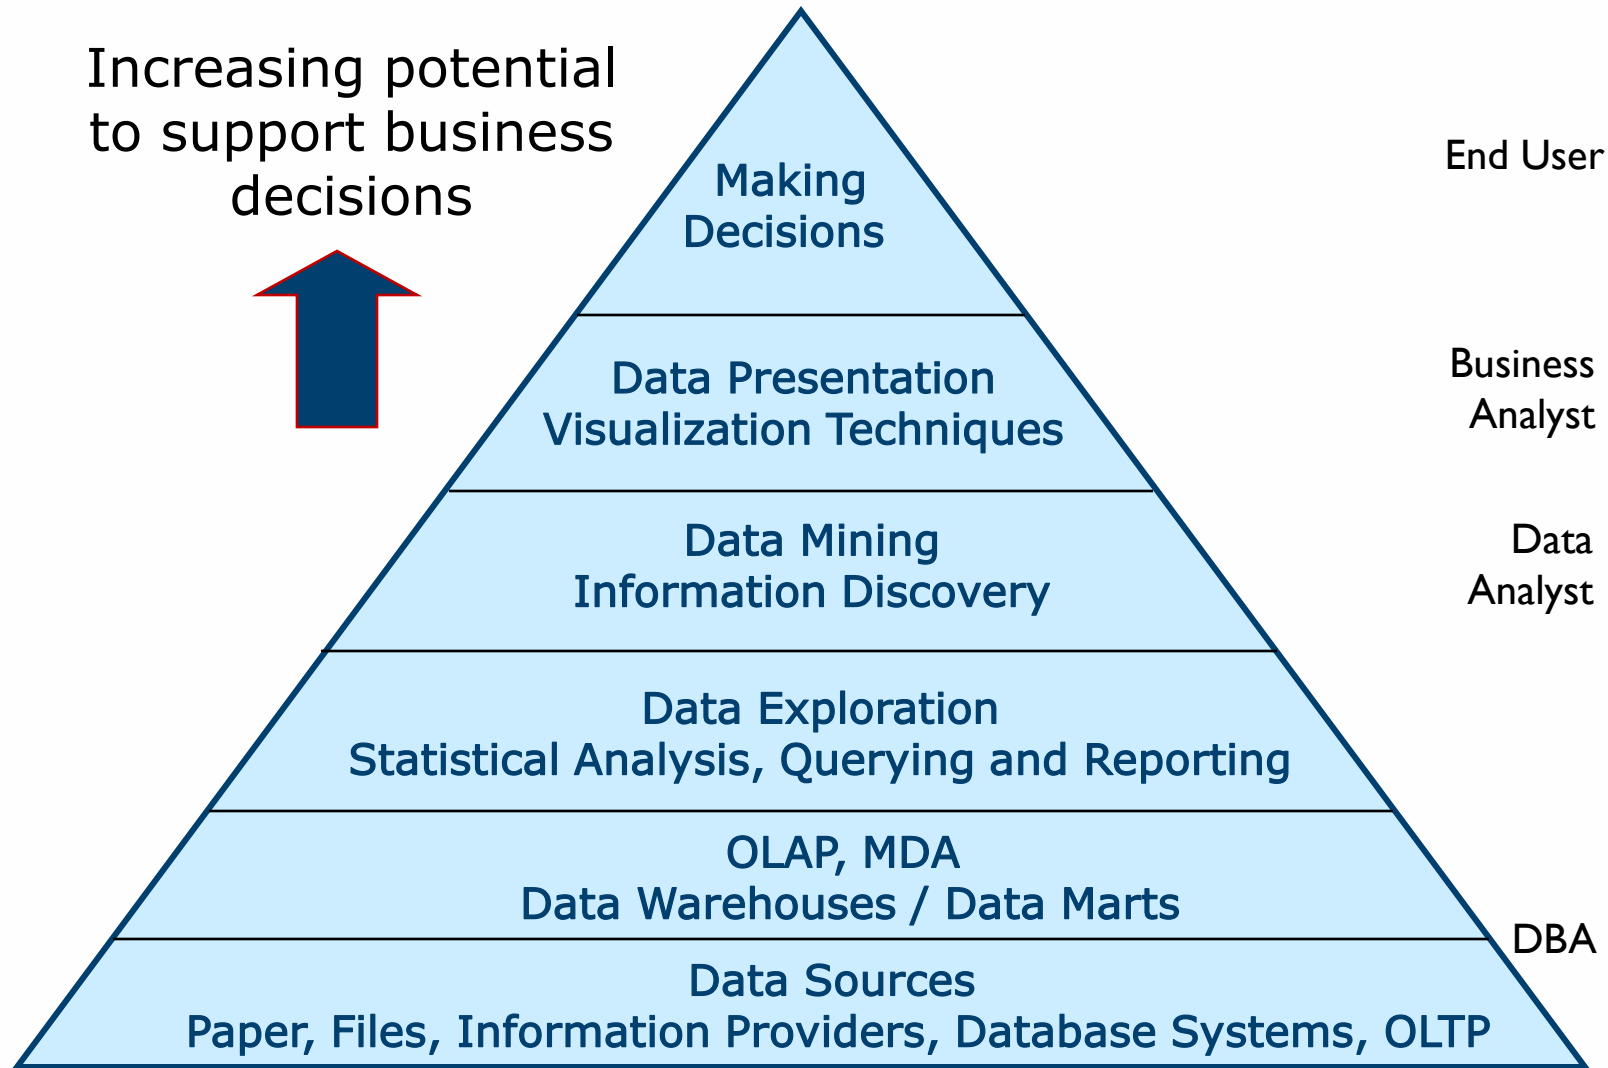 Increasing potential
to support business
decisions
Making
Decisions
End User
Data Presentation
Visualization Techniques
Business
Analyst
Data Mining
Information Discovery
Data
Analyst
Data Exploration
Statistical Analysis, Querying and Reporting
OLAP, MDA
Data Warehouses / Data Marts
DBA
Data Sources
Paper, Files, Information Providers, Database Systems, OLTP